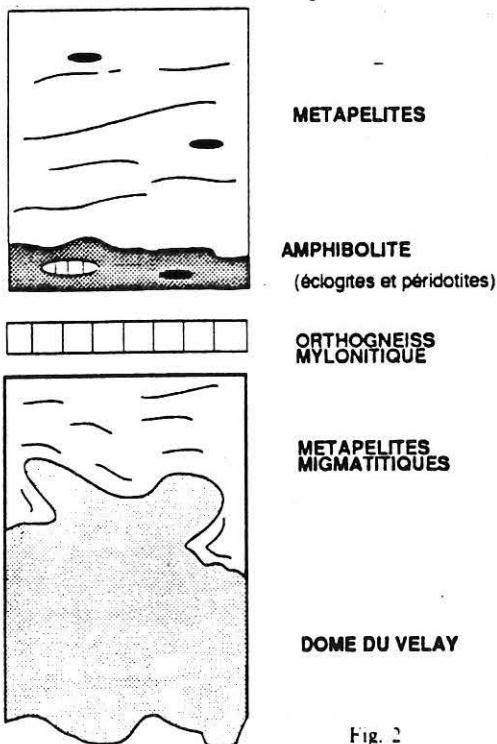 METAPELITES
AMPHIBOLITE
(éclogites et péridotites)
ORTHOGNEISS
MYLONITIQUE
METAPELITES
MIGMATITIQUES
DOME DU VELAY
Fig. 2